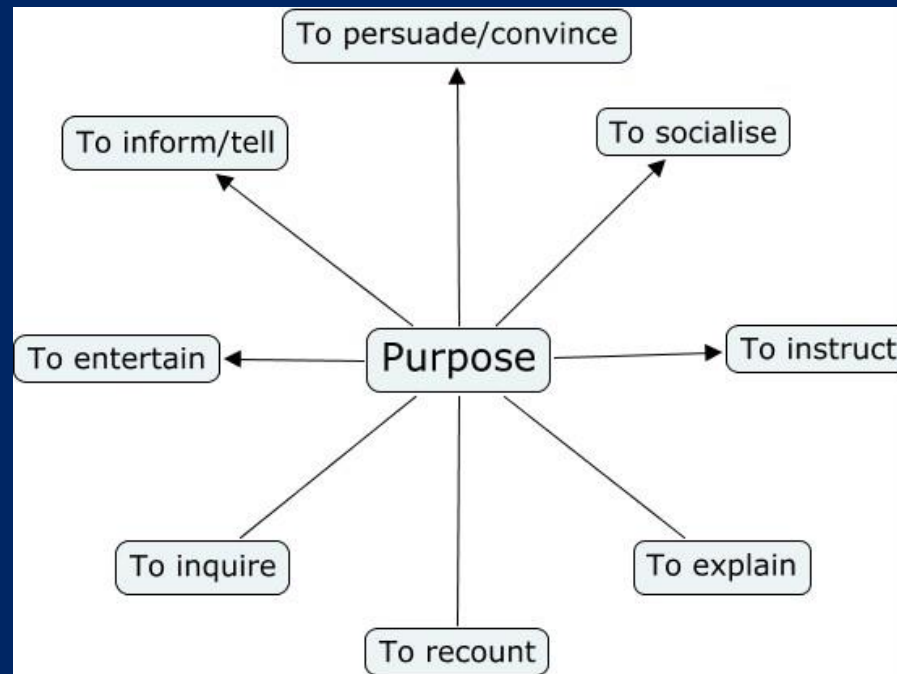 To persuade/convince
To socialise
To inform/tell
To entertain
Purpose
To instruct
To inquire
To explain
To recount